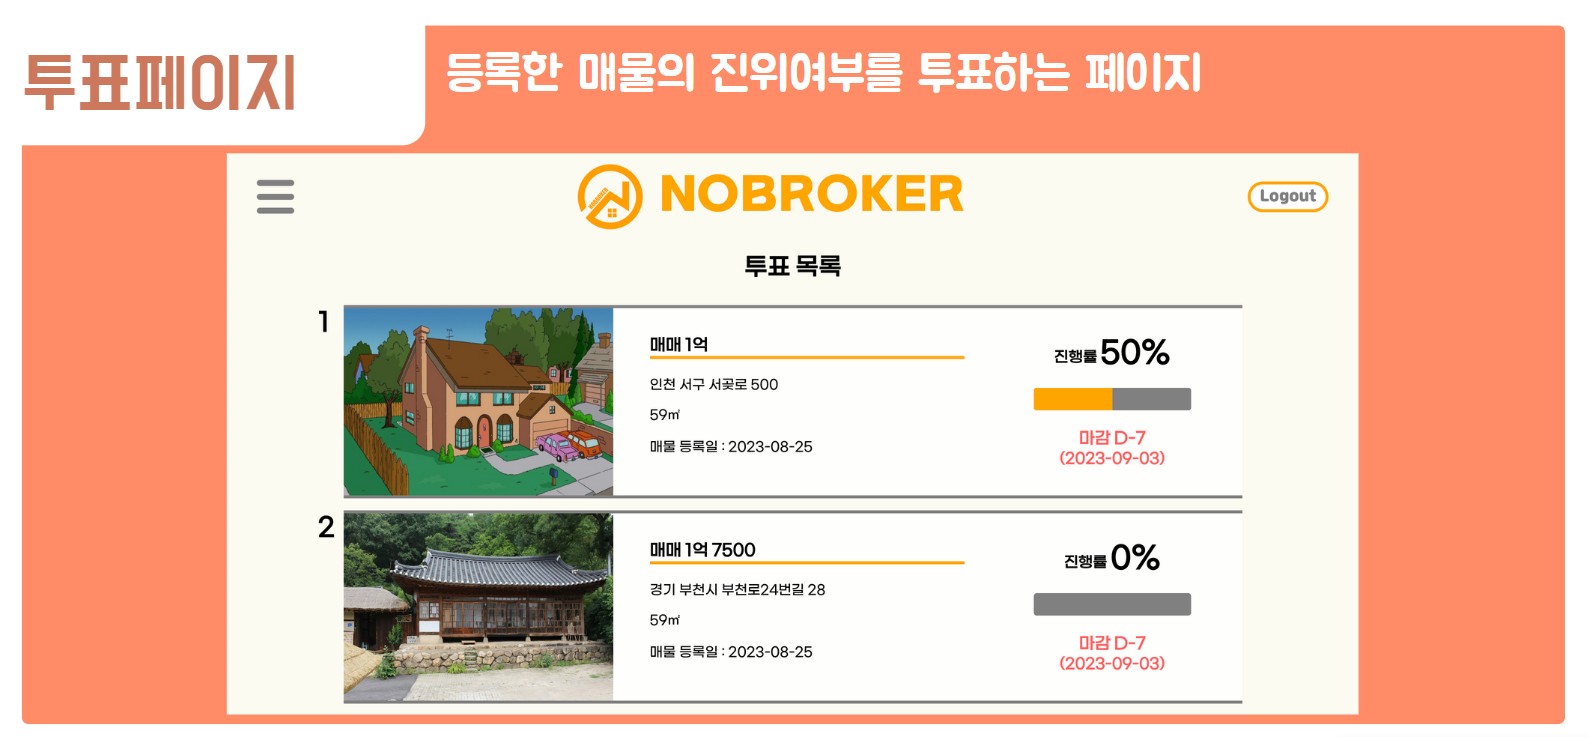 투표페이지
등록한 매물의 진위여부를 투표하는 페이지
NOBROKER
Logout
투표 목록
1
매매 1억
인천 서구 서곶로 500
59㎡
매물 등록일 : 2023-08-25
진행률 50%
마감 D-7
(2023-09-03)
2
매매 1억 7500
경기 부천시 부천로24번길 28
59㎡
매물 등록일 : 2023-08-25
진행률 0%
마감 D-7
(2023-09-03)